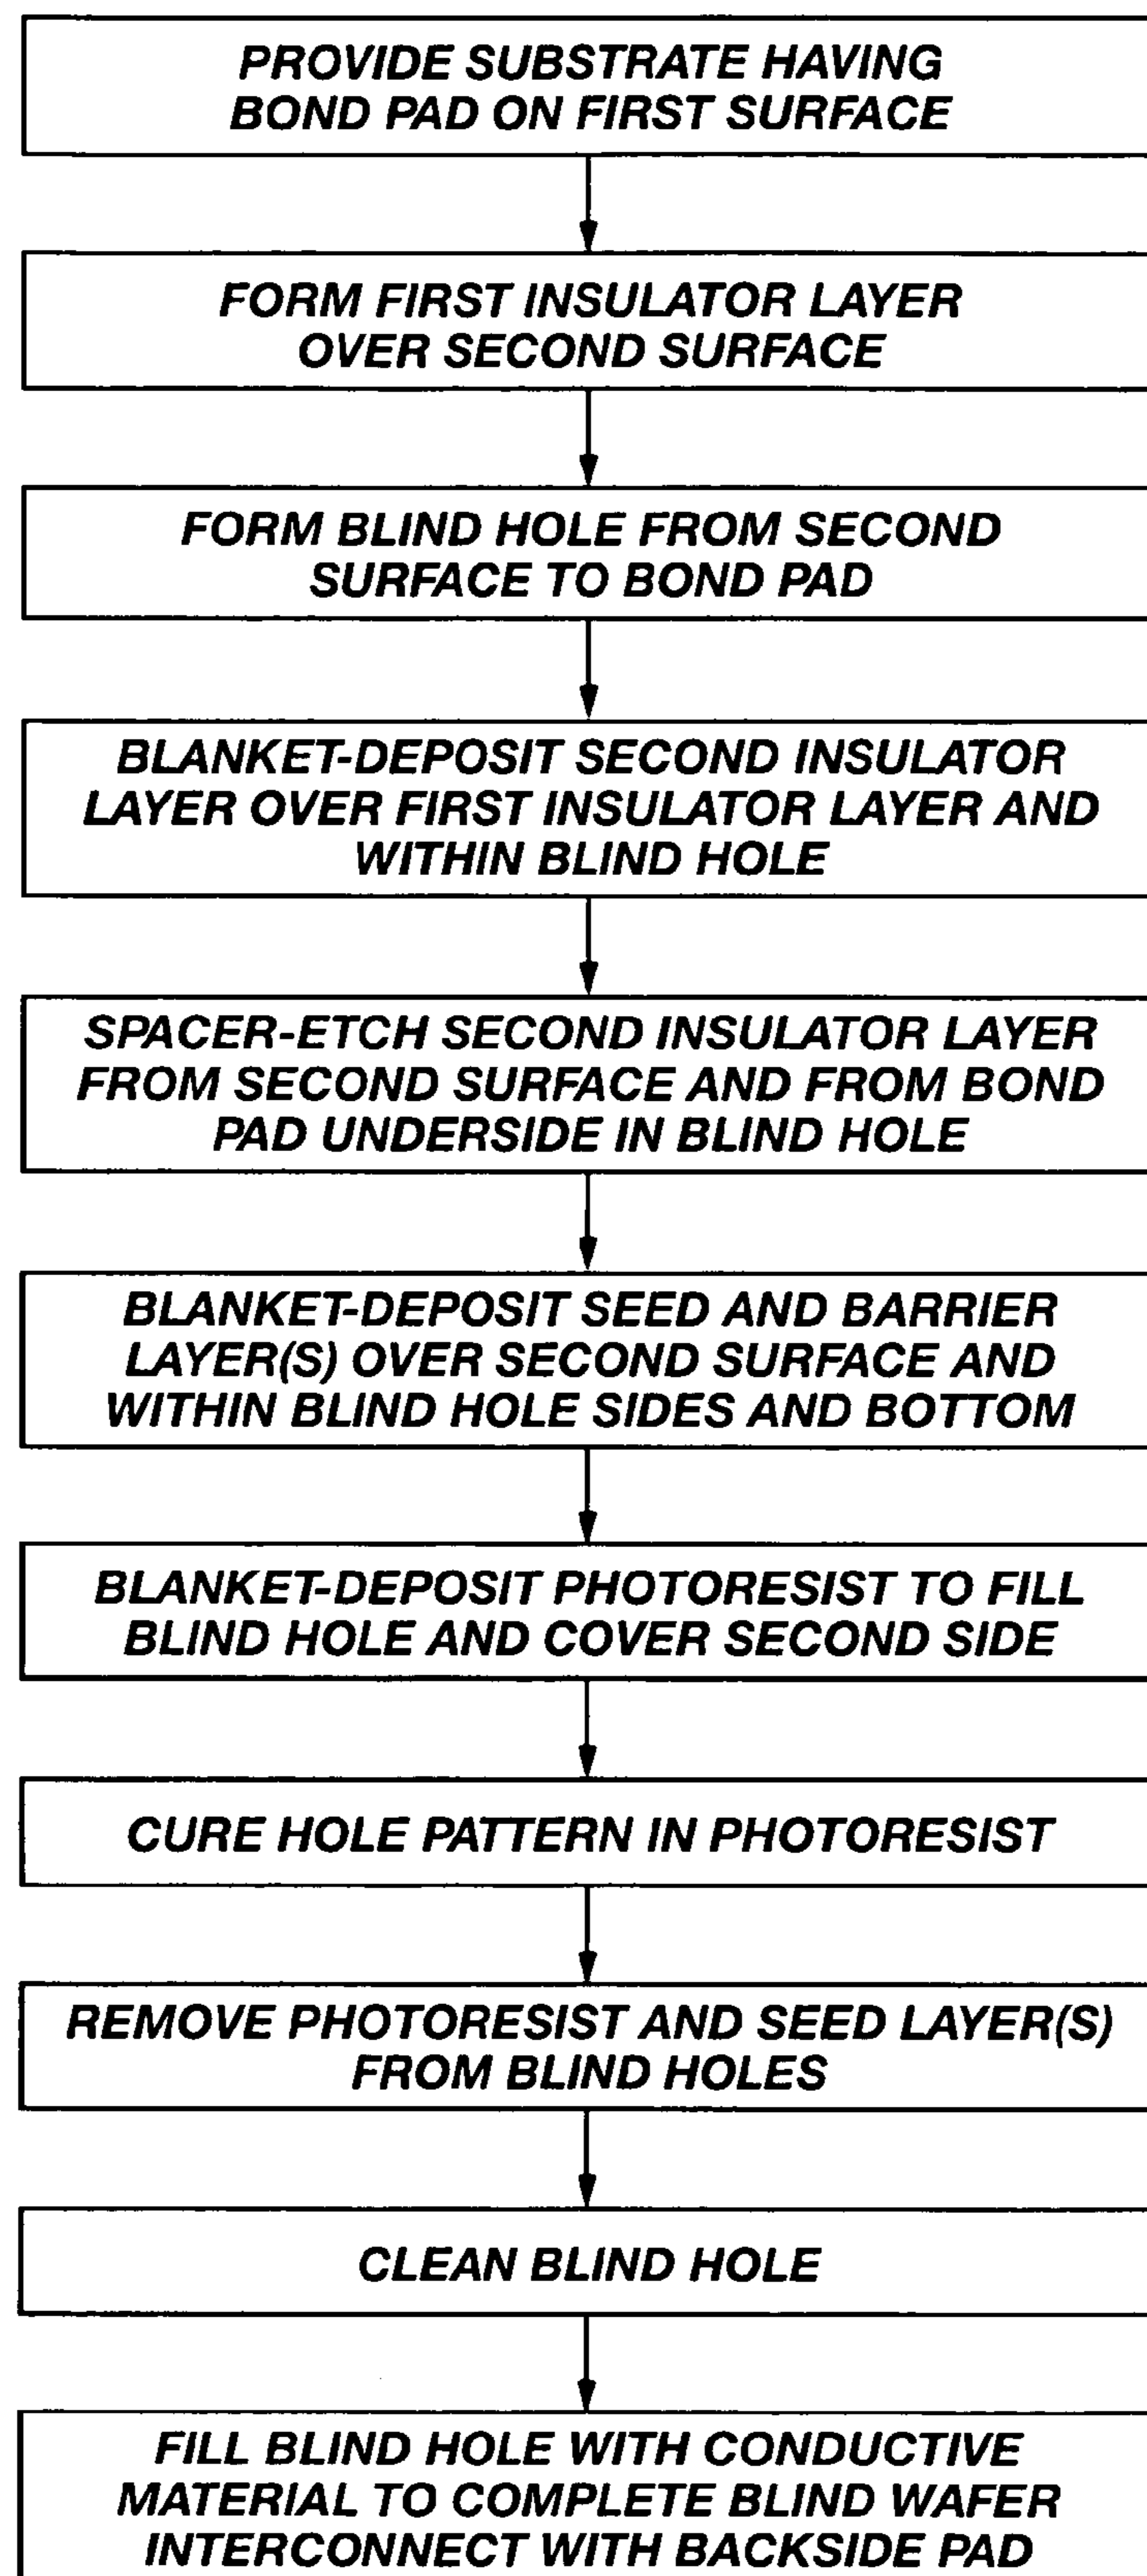 PROVIDE SUBSTRATE HAVING
BOND PAD ON FIRST SURFACE
FORM FIRST INSULATOR LAYER
OVER SECOND SURFACE
FORM BLIND HOLE FROM SECOND
SURFACE TO BOND PAD
BLANKET-DEPOSIT SECOND INSULATOR
LAYER OVER FIRST INSULATOR LAYER AND
WITHIN BLIND HOLE
SPACER-ETCH SECOND INSULATOR LAYER
FROM SECOND SURFACE AND FROM BOND
PAD UNDERSIDE IN BLIND HOLE
BLANKET-DEPOSIT SEED AND BARRIER
LAYER(S) OVER SECOND SURFACE AND
WITHIN BLIND HOLE SIDES AND BOTTOM
BLANKET-DEPOSIT PHOTORESIST TO FILL
BLIND HOLE AND COVER SECOND SIDE
CURE HOLE PATTERN IN PHOTORESIST
REMOVE PHOTORESIST AND SEED LAYER(S)
FROM BLIND HOLES
CLEAN BLIND HOLE
FILL BLIND HOLE WITH CONDUCTIVE
MATERIAL TO COMPLETE BLIND WAFER
INTERCONNECT WITH BACKSIDE PAD